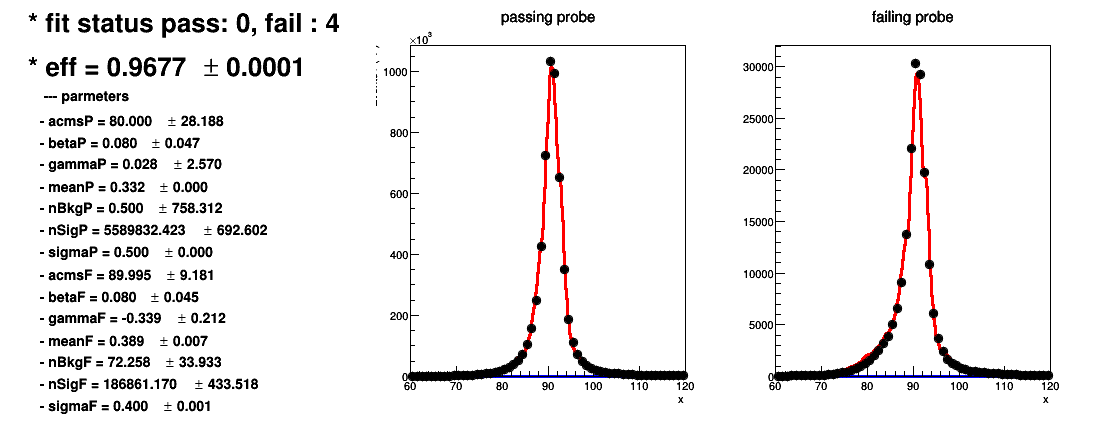 * fit status pass: 0, fail : 4
* eff = 0.9677 ± 0.0001
--- parmeters
- acmsP = 80.000 ± 28.188
- betaP = 0.080 ± 0.047
- gammaP = 0.028 ± 2.570
- meanP = 0.332 ± 0.000
- nBkgP = 0.500 ± 758.312
- nSigP = 5589832.423 ± 692.602
- sigmaP = 0.500 ± 0.000
- acmsF = 89.995 ± 9.181
- betaF = 0.080 ± 0.045
- gammaF = -0.339 ± 0.212
- meanF = 0.389 ± 0.007
- nBkgF = 72.258 ± 33.933
- nSigF = 186861.170 ± 433.518
- sigmaF = 0.400 ± 0.001
passing probe
×10³
1000
800
600
400
200
0
60 70 80 90 100 110 120
x
failing probe
30000
25000
20000
15000
10000
5000
0
60 70 80 90 100 110 120
x